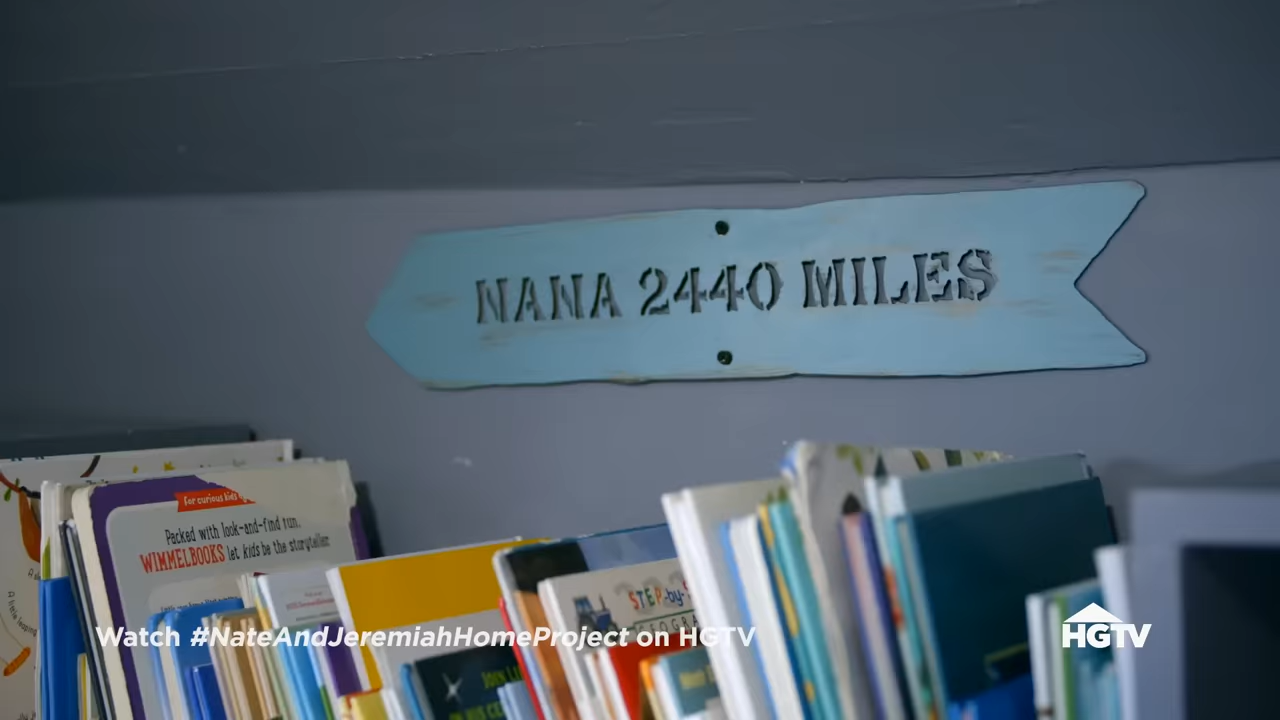 NANA 2440 MILES
for curious kids
Packed with look-and-find fun.
WIMMELBOOKS let kids be the storyteller
STEP-by-
Watch #NateAndJeremiahHomeProject on HGTV
HGTV